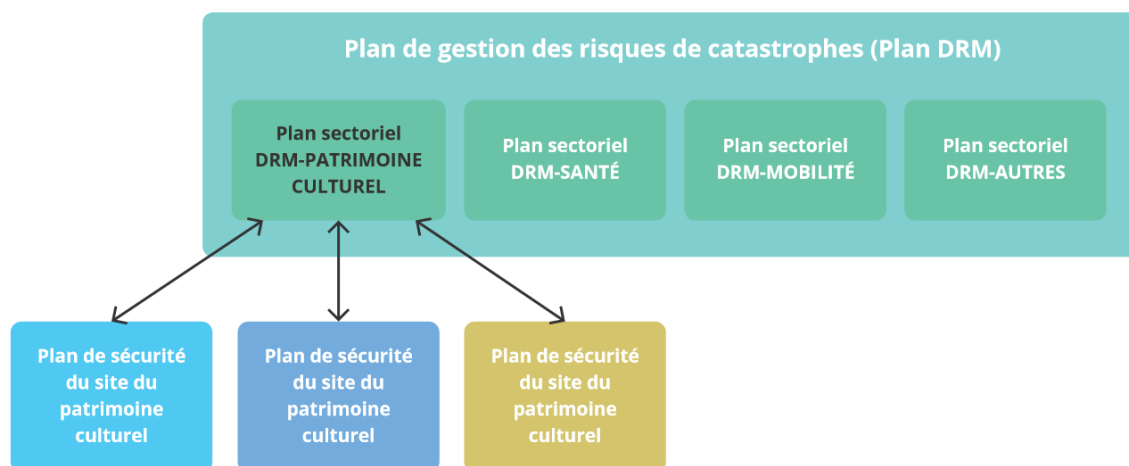 Plan de gestion des risques de catastrophes (Plan DRM)
Plan sectoriel
DRM-PATRIMOINE
CULTUREL
Plan sectoriel
DRM-SANTÉ
Plan sectoriel
DRM-MOBILITÉ
Plan sectoriel
DRM-AUTRES
Plan de sécurité
du site du
patrimoine
culturel
Plan de sécurité
du site du
patrimoine
culturel
Plan de sécurité
du site du
patrimoine
culturel